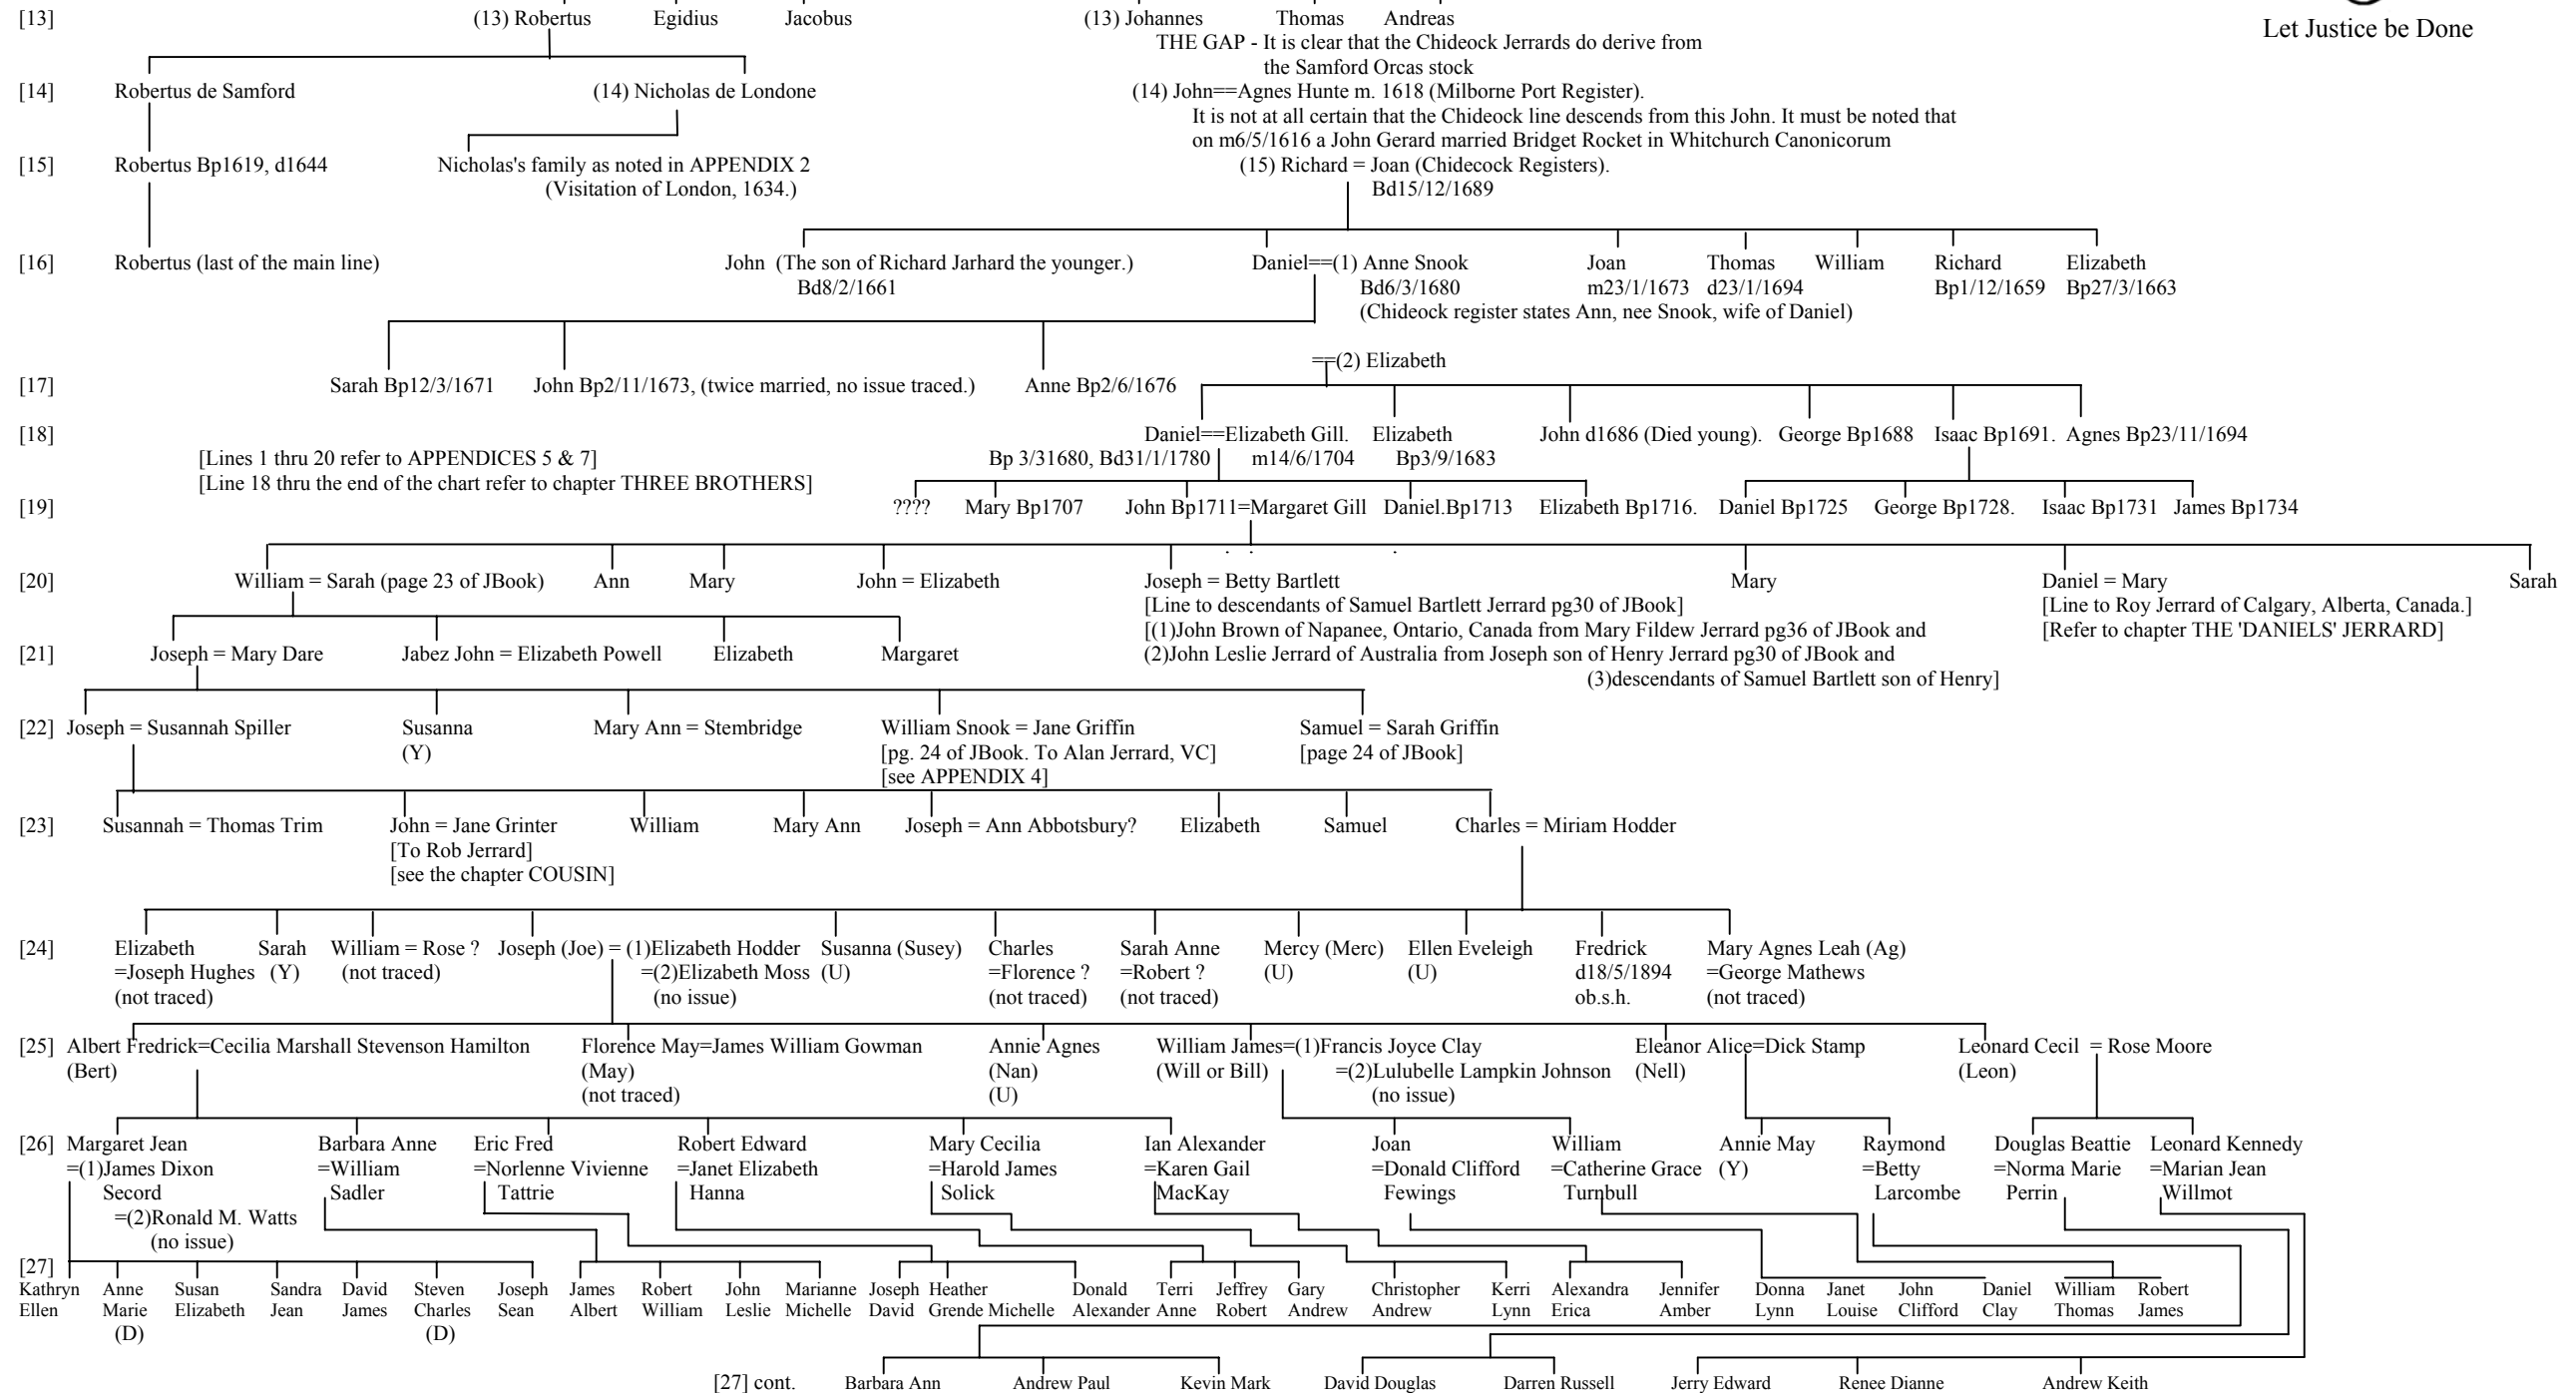 [13] (13) Robertus Egidius Jacobus (13) Johannes Thomas Andreas
Let Justice be Done
THE GAP - It is clear that the Chideock Jerrards do derive from
the Samford Orcas stock
[14] Robertus de Samford (14) Nicholas de Londone (14) John==Agnes Hunte m. 1618 (Milborne Port Register).
It is not at all certain that the Chideock line descends from this John. It must be noted that
on m6/5/1616 a John Gerard married Bridget Rocket in Whitchurch Canonicorum
[15] Robertus Bp1619, d1644 Nicholas's family as noted in APPENDIX 2 (15) Richard = Joan (Chidecock Registers).
(Visitation of London, 1634.) Bd15/12/1689
[16] Robertus (last of the main line) John (The son of Richard Jarhard the younger.) Daniel==(1) Anne Snook Joan Thomas William Richard Elizabeth
Bd8/2/1661 Bd6/3/1680 m23/1/1673 d23/1/1694 Bp1/12/1659 Bp27/3/1663
(Chideock register states Ann, nee Snook, wife of Daniel)
==(2) Elizabeth
[17] Sarah Bp12/3/1671 John Bp2/11/1673, (twice married, no issue traced.) Anne Bp2/6/1676
[18] Daniel==Elizabeth Gill. Elizabeth John d1686 (Died young). George Bp1688 Isaac Bp1691. Agnes Bp23/11/1694
[Lines 1 thru 20 refer to APPENDICES 5 & 7] Bp 3/31680, Bd31/1/1780 m14/6/1704 Bp3/9/1683
[Line 18 thru the end of the chart refer to chapter THREE BROTHERS]
[19] ???? Mary Bp1707 John Bp1711=Margaret Gill Daniel.Bp1713 Elizabeth Bp1716. Daniel Bp1725 George Bp1728. Isaac Bp1731 James Bp1734
[20] William = Sarah (page 23 of JBook) Ann Mary John = Elizabeth Joseph = Betty Bartlett Mary Daniel = Mary Sarah
[Line to descendants of Samuel Bartlett Jerrard pg30 of JBook] [Line to Roy Jerrard of Calgary, Alberta, Canada.]
[(1)John Brown of Napanee, Ontario, Canada from Mary Fildew Jerrard pg36 of JBook and [Refer to chapter THE 'DANIELS' JERRARD]
[21] Joseph = Mary Dare Jabez John = Elizabeth Powell Elizabeth Margaret (2)John Leslie Jerrard of Australia from Joseph son of Henry Jerrard pg30 of JBook and
(3)descendants of Samuel Bartlett son of Henry]
[22] Joseph = Susannah Spiller Susanna Mary Ann = Stembridge William Snook = Jane Griffin Samuel = Sarah Griffin
(Y) [pg. 24 of JBook. To Alan Jerrard, VC] [page 24 of JBook]
[see APPENDIX 4]
[23] Susannah = Thomas Trim John = Jane Grinter William Mary Ann Joseph = Ann Abbotsbury? Elizabeth Samuel Charles = Miriam Hodder
[To Rob Jerrard]
[see the chapter COUSIN]
[24] Elizabeth Sarah William = Rose ? Joseph (Joe) = (1)Elizabeth Hodder Susanna (Susey) Charles Sarah Anne Mercy (Merc) Ellen Eveleigh Fredrick Mary Agnes Leah (Ag)
=Joseph Hughes (Y) (not traced) =(2)Elizabeth Moss (U) =Florence ? =Robert ? (U) (U) d18/5/1894 =George Mathews
(not traced) (no issue) (not traced) (not traced) ob.s.h. (not traced)
[25] Albert Fredrick=Cecilia Marshall Stevenson Hamilton Florence May=James William Gowman Annie Agnes William James=(1)Francis Joyce Clay Eleanor Alice=Dick Stamp Leonard Cecil = Rose Moore
(Bert) (May) (Nan) (Will or Bill) =(2)Lulubelle Lampkin Johnson (Nell) (Leon)
(not traced) (U) (no issue)
[26] Margaret Jean Barbara Anne Eric Fred Robert Edward Mary Cecilia Ian Alexander Joan William Annie May Raymond Douglas Beattie Leonard Kennedy
=(1)James Dixon =William =Norlenne Vivienne =Janet Elizabeth =Harold James =Karen Gail =Donald Clifford =Catherine Grace (Y) =Betty =Norma Marie =Marian Jean
Secord Sadler Tattrie Hanna Solick MacKay Fewings Turnbull Larcombe Perrin Willmot
=(2)Ronald M. Watts
(no issue)
[27]
Kathryn Anne Susan Sandra David Steven Joseph James Robert John Marianne Joseph Heather Donald Terri Jeffrey Gary Christopher Kerri Alexandra Jennifer Donna Janet John Daniel William Robert
Ellen Marie Elizabeth Jean James Charles Sean Albert William Leslie Michelle David Grende Michelle Alexander Anne Robert Andrew Andrew Lynn Erica Amber Lynn Louise Clifford Clay Thomas James
(D) (D)
[27] cont. Barbara Ann Andrew Paul Kevin Mark David Douglas Darren Russell Jerry Edward Renee Dianne Andrew Keith